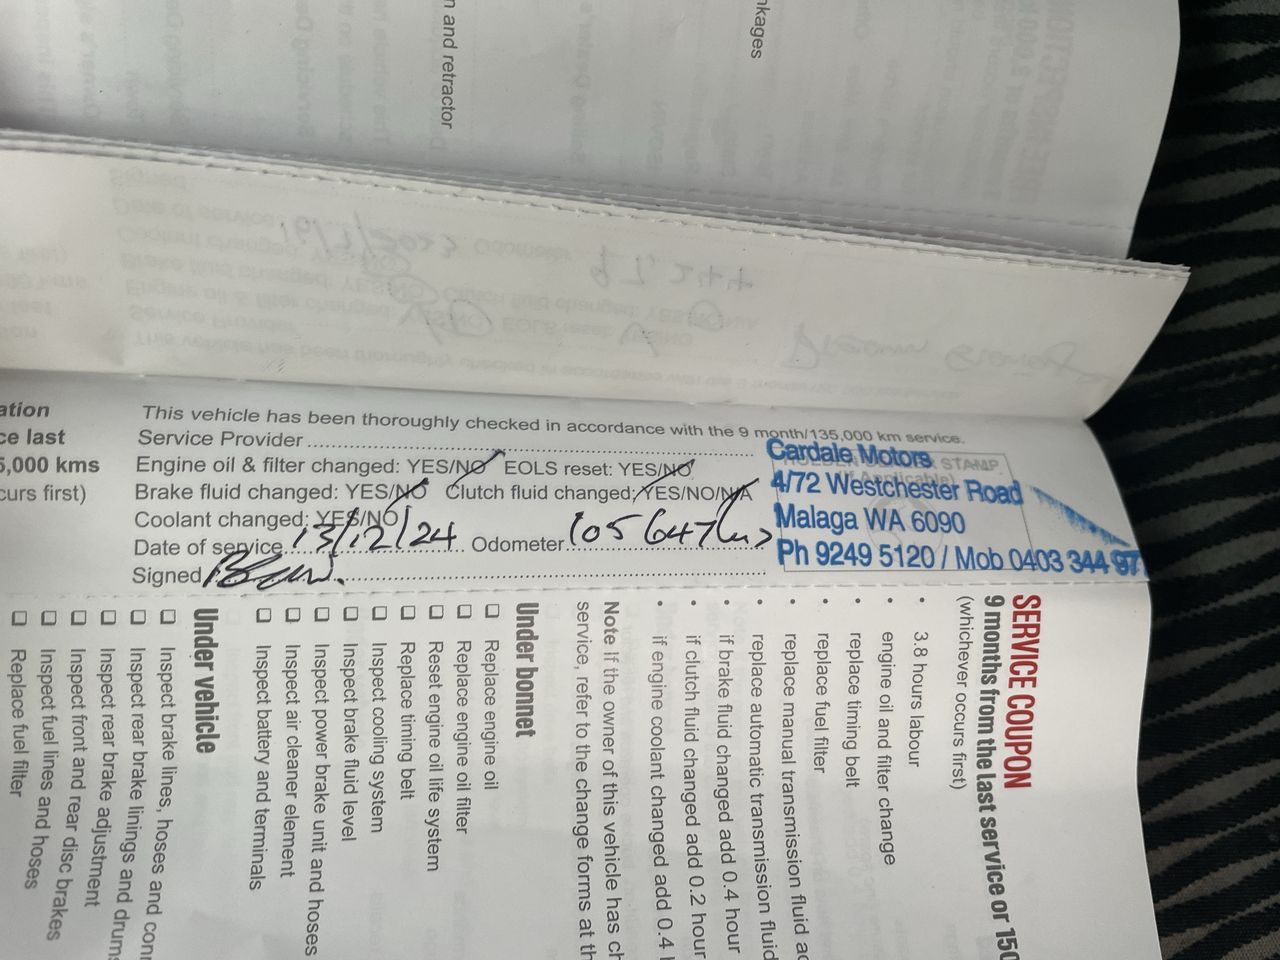 nkages
n and retractor
This vehicle has been thoroughly checked in accordance with the 9 month/135,000 km service.
Service Provider
Engine oil & filter changed: YES/NO EOLS reset: YES/NO
Brake fluid changed: YES/NO Clutch fluid changed: YES/NO/N/A
Coolant changed: YES/NO
Date of service 13/12/24 Odometer 105647km
Signed
STAMP
Cardale Motors
4/72 Westchester Road
Malaga WA 6090
Ph 9249 5120 / Mob 0403 344 97
ation
ce last
5,000 kms
curs first)
SERVICE COUPON
9 months from the last service or 150
(whichever occurs first)
• 3.8 hours labour
• engine oil and filter change
• replace timing belt
• replace fuel filter
• replace manual transmission fluid ad
• replace automatic transmission fluid
• if brake fluid changed add 0.4 hour
• if clutch fluid changed add 0.2 hour
• if engine coolant changed add 0.4 h
Note If the owner of this vehicle has ch
service, refer to the change forms at th
Under bonnet
❑ Replace engine oil
❑ Replace engine oil filter
❑ Reset engine oil life system
❑ Replace timing belt
❑ Inspect cooling system
❑ Inspect brake fluid level
❑ Inspect power brake unit and hoses
❑ Inspect air cleaner element
❑ Inspect battery and terminals
Under vehicle
❑ Inspect brake lines, hoses and conn
❑ Inspect rear brake linings and drums
❑ Inspect rear brake adjustment
❑ Inspect front and rear disc brakes
❑ Inspect fuel lines and hoses
❑ Replace fuel filter